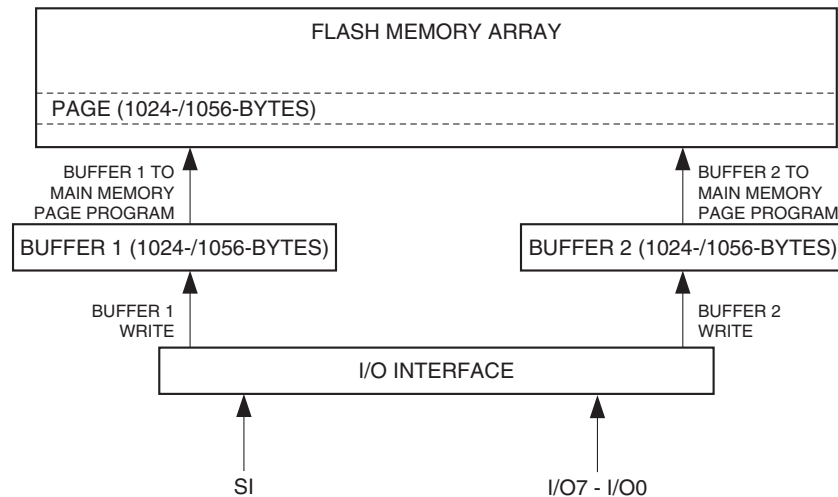 FLASH MEMORY ARRAY
PAGE (1024-/1056-BYTES)
BUFFER 1 TO
MAIN MEMORY
PAGE PROGRAM
BUFFER 2 TO
MAIN MEMORY
PAGE PROGRAM
BUFFER 1 (1024-/1056-BYTES)
BUFFER 2 (1024-/1056-BYTES)
BUFFER 1
WRITE
BUFFER 2
WRITE
I/O INTERFACE
SI
I/O7 - I/O0